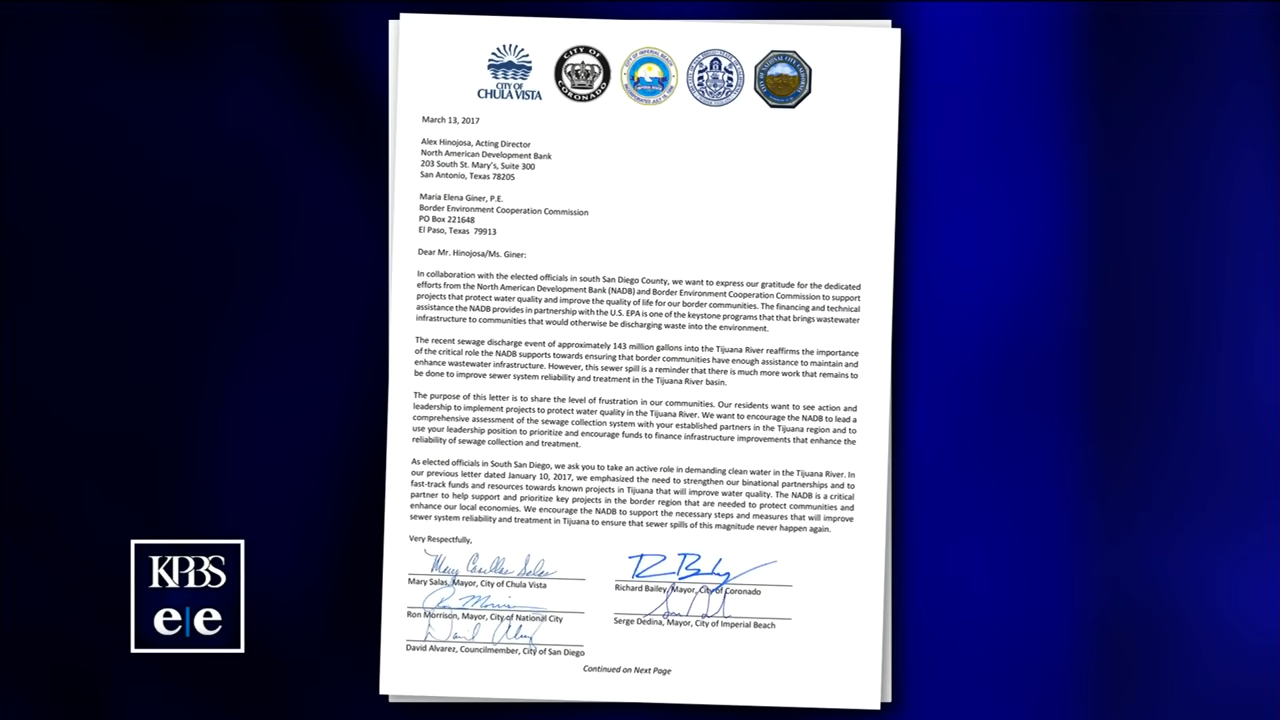 CITY OF
CHULA VISTA
CITY OF
CORONADO
March 13, 2017
Alex Hinojosa, Acting Director
North American Development Bank
203 South St. Mary's, Suite 300
San Antonio, Texas 78205
Maria Elena Giner, P.E.
Border Environment Cooperation Commission
PO Box 221648
El Paso, Texas 79913
Dear Mr. Hinojosa/Ms. Giner:
In collaboration with the elected officials in south San Diego County, we want to express our gratitude for the dedicated
efforts from the North American Development Bank (NADB) and Border Environment Cooperation Commission to support
projects that protect water quality and improve the quality of life for our border communities. The financing and technical
assistance the NADB provides in partnership with the U.S. EPA is one of the keystone programs that that brings wastewater
infrastructure to communities that would otherwise be discharging waste into the environment.
The recent sewage discharge event of approximately 143 million gallons into the Tijuana River reaffirms the importance
of the critical role the NADB supports towards ensuring that border communities have enough assistance to maintain and
enhance wastewater infrastructure. However, this sewer spill is a reminder that there is much more work that remains to
be done to improve sewer system reliability and treatment in the Tijuana River basin.
The purpose of this letter is to share the level of frustration in our communities. Our residents want to see action and
leadership to implement projects to protect water quality in the Tijuana River. We want to encourage the NADB to lead a
comprehensive assessment of the sewage collection system with your established partners in the Tijuana region and to
use your leadership position to prioritize and encourage funds to finance infrastructure improvements that enhance the
reliability of sewage collection and treatment.
As elected officials in South San Diego, we ask you to take an active role in demanding clean water in the Tijuana River. In
our previous letter dated January 10, 2017, we emphasized the need to strengthen our binational partnerships and to
fast-track funds and resources towards known projects in Tijuana that will improve water quality. The NADB is a critical
partner to help support and prioritize key projects in the border region that are needed to protect communities and
enhance our local economies. We encourage the NADB to support the necessary steps and measures that will improve
sewer system reliability and treatment in Tijuana to ensure that sewer spills of this magnitude never happen again.
Very Respectfully,
Mary Salas, Mayor, City of Chula Vista
Richard Bailey, Mayor, City of Coronado
Ron Morrison, Mayor, City of National City
Serge Dedina, Mayor, City of Imperial Beach
David Alvarez, Councilmember, City of San Diego
Continued on Next Page
KPBS
e|e